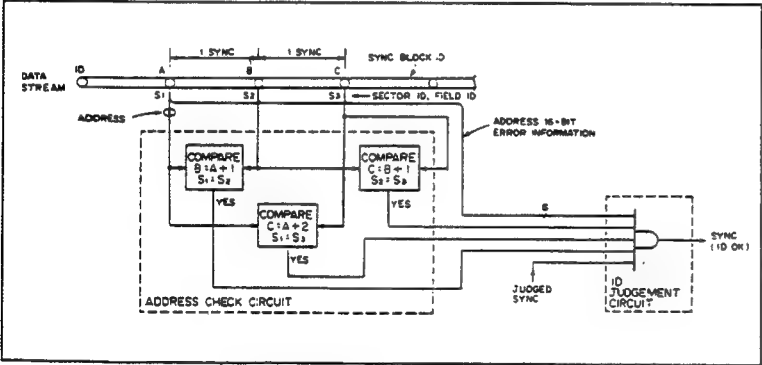 1 SYNC
1 SYNC
ID
A
B
C
SYNC BLOCK ID
DATA
STREAM
S1
S2
S3
SECTOR ID, FIELD ID
ADDRESS
ADDRESS 16-BIT
ERROR INFORMATION
COMPARE
B=A+1
S1=S2
YES
COMPARE
C=B+1
S2=S3
YES
COMPARE
C=A+2
S1=S3
YES
SYNC
(ID OK)
JUDGED
SYNC
ID
JUDGEMENT
CIRCUIT
ADDRESS CHECK CIRCUIT